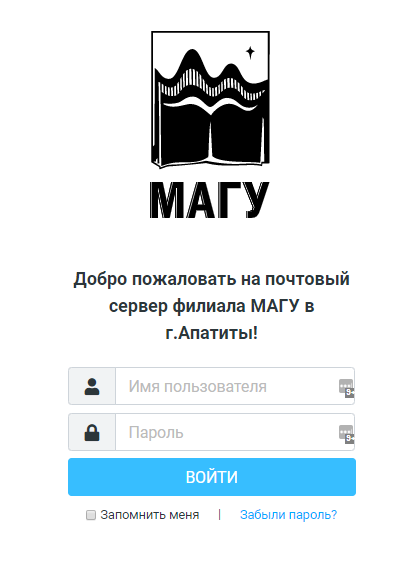 МАГУ
Добро пожаловать на почтовый
сервер филиала МАГУ в
г.Апатиты!
Имя пользователя
Пароль
ВОЙТИ
Запомнить меня | Забыли пароль?